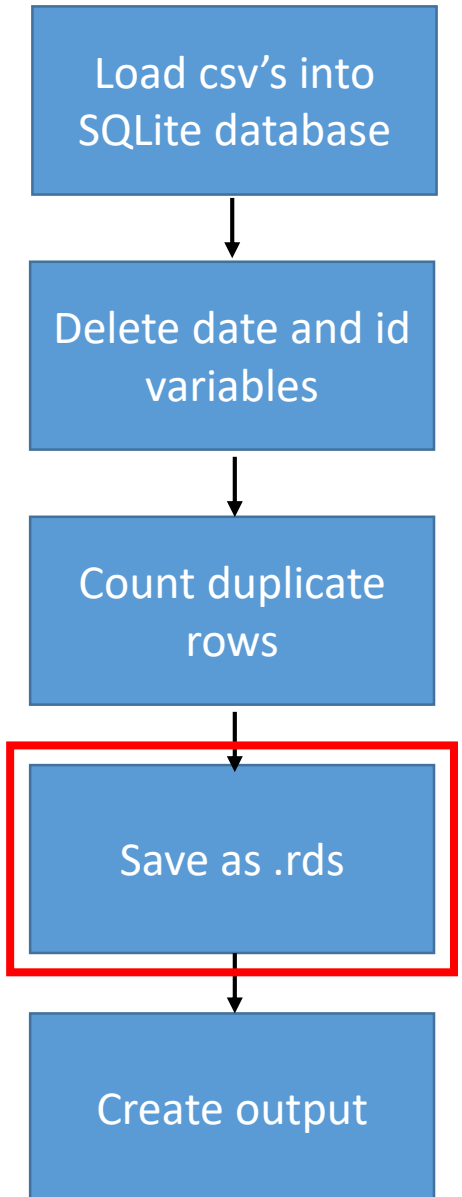 Load csv’s into
SQLite database
Delete date and id
variables
Count duplicate
rows
Save as .rds
Create output